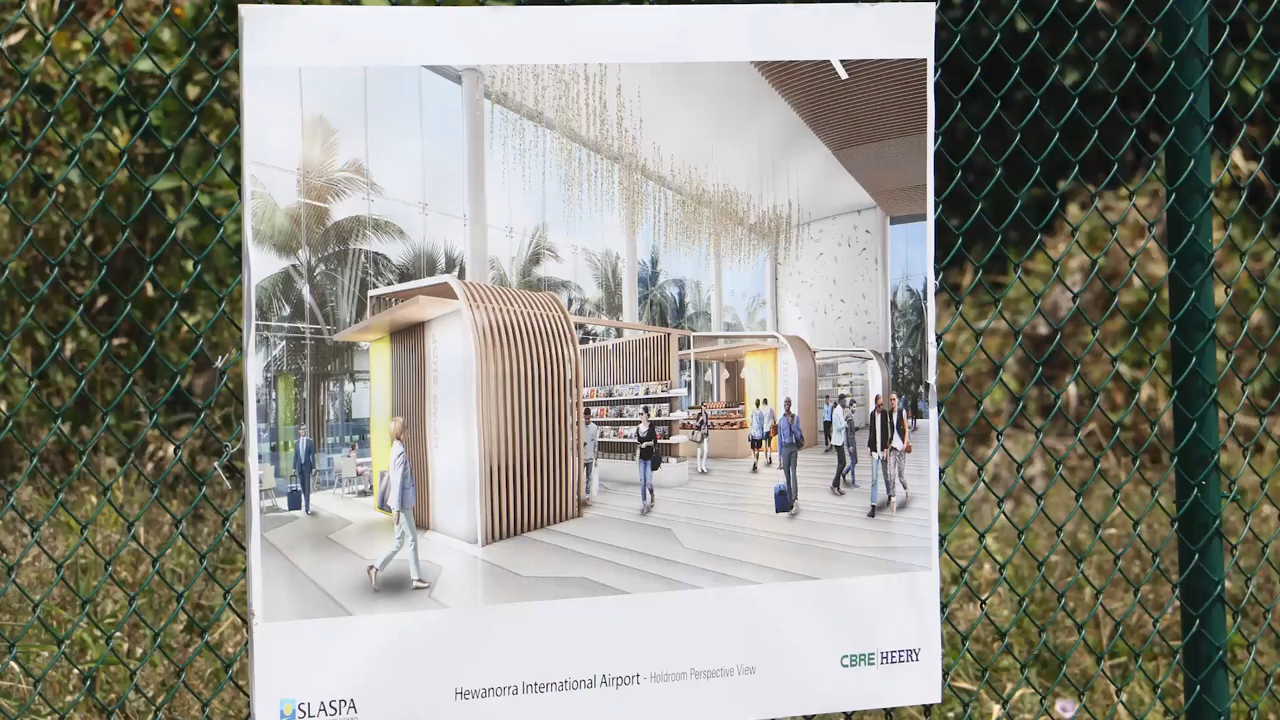 CBRE HEERY
Hewanorra International Airport - Holdroom Perspective View
SLASPA